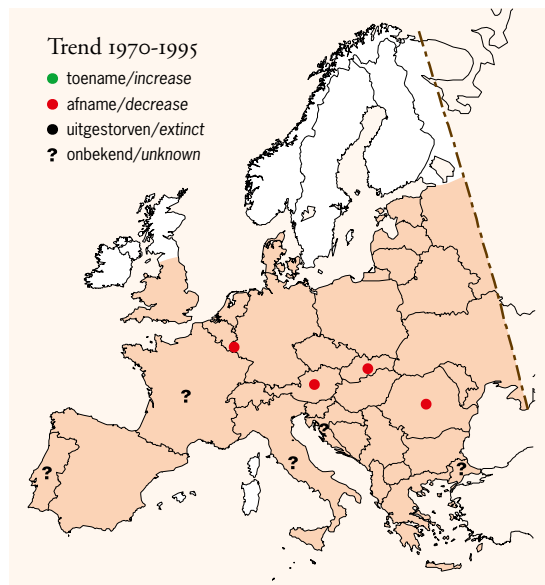 Trend 1970-1995
toename/increase
afname/decrease
uitgestorven/extinct
? onbekend/unknown
?
?
?
?
?